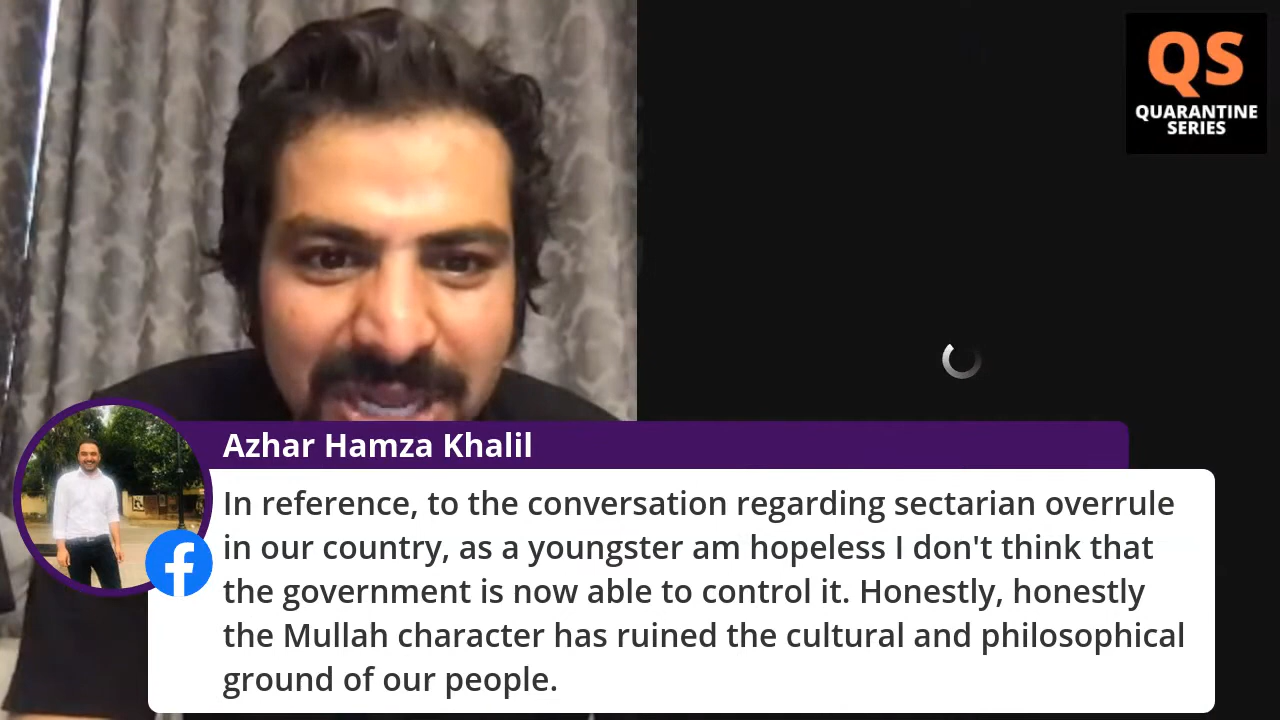 QS
QUARANTINE
SERIES
Azhar Hamza Khalil
In reference, to the conversation regarding sectarian overrule
in our country, as a youngster am hopeless I don't think that
the government is now able to control it. Honestly, honestly
the Mullah character has ruined the cultural and philosophical
ground of our people.